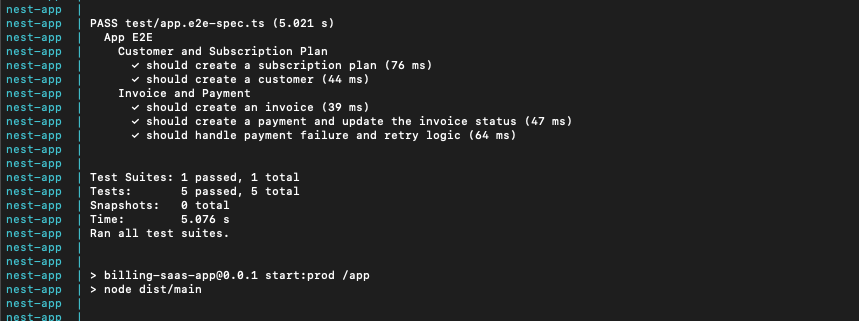 nest-app |
nest-app | PASS test/app.e2e-spec.ts (5.021 s)
nest-app |   App E2E
nest-app |     Customer and Subscription Plan
nest-app |       ✓ should create a subscription plan (76 ms)
nest-app |       ✓ should create a customer (44 ms)
nest-app |     Invoice and Payment
nest-app |       ✓ should create an invoice (39 ms)
nest-app |       ✓ should create a payment and update the invoice status (47 ms)
nest-app |       ✓ should handle payment failure and retry logic (64 ms)
nest-app |
nest-app |
nest-app | Test Suites: 1 passed, 1 total
nest-app | Tests:       5 passed, 5 total
nest-app | Snapshots:   0 total
nest-app | Time:        5.076 s
nest-app | Ran all test suites.
nest-app |
nest-app |
nest-app | > billing-saas-app@0.0.1 start:prod /app
nest-app | > node dist/main
nest-app |
nest-app |